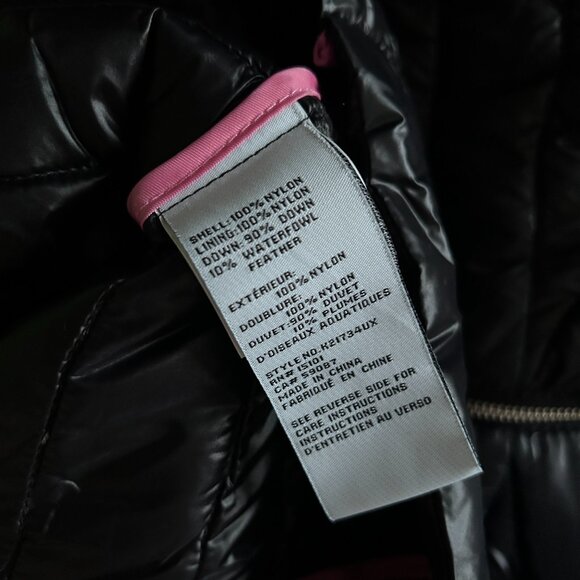 SHELL:100% NYLON
LINING:100% NYLON
DOWN: 90% DOWN
10% WATERFOWL
FEATHER
EXTÉRIEUR:
100% NYLON
DOUBLURE:
100% NYLON
DUVET:90% DUVET
10% PLUMES
D'OISEAUX AQUATIQUES
STYLE NO.:K21734UX
RN# 15101
CA# 59087
MADE IN CHINA
FABRIQUÉ EN CHINE
SEE REVERSE SIDE FOR
CARE INSTRUCTIONS
INSTRUCTIONS
D'ENTRETIEN AU VERSO